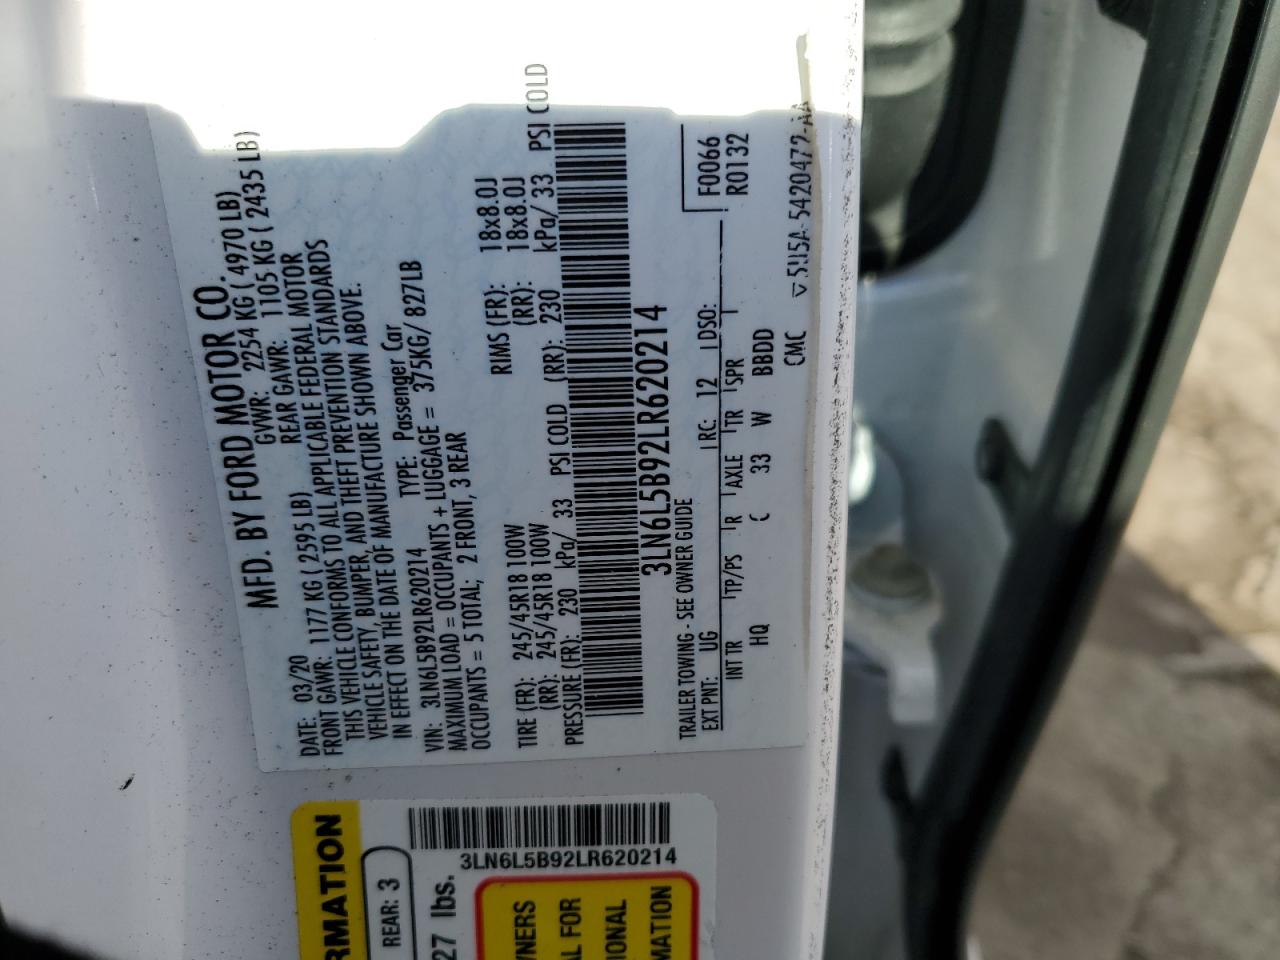 MFD. BY FORD MOTOR CO.
DATE: 03/20 GVWR: 2254 KG ( 4970 LB)
FRONT GAWR: 1177 KG ( 2595 LB) REAR GAWR: 1105 KG ( 2435 LB)
THIS VEHICLE CONFORMS TO ALL APPLICABLE FEDERAL MOTOR
VEHICLE SAFETY, BUMPER, AND THEFT PREVENTION STANDARDS
IN EFFECT ON THE DATE OF MANUFACTURE SHOWN ABOVE.
VIN: 3LN6L5B92LR620214 TYPE: Passenger Car
MAXIMUM LOAD = OCCUPANTS + LUGGAGE = 375KG/ 827LB
OCCUPANTS = 5 TOTAL; 2 FRONT, 3 REAR
TIRE (FR): 245/45R18 100W RIMS (FR): 18x8.0J
(RR): 245/45R18 100W (RR): 18x8.0J
PRESSURE (FR): 230 kPa/ 33 PSI COLD (RR): 230 kPa/ 33 PSI COLD
3LN6L5B92LR620214
TRAILER TOWING - SEE OWNER GUIDE
F0066
R0132
EXT PNT: UG RC: 12 DSO:
INT TR TP/PS R AXLE TR SPR
HQ C 33 W BBDD
CMC
5U5A-5420472-AA
RMATION
REAR: 3
27 lbs.
3LN6L5B92LR620214
WNERS
AL FOR
IONAL
MATION